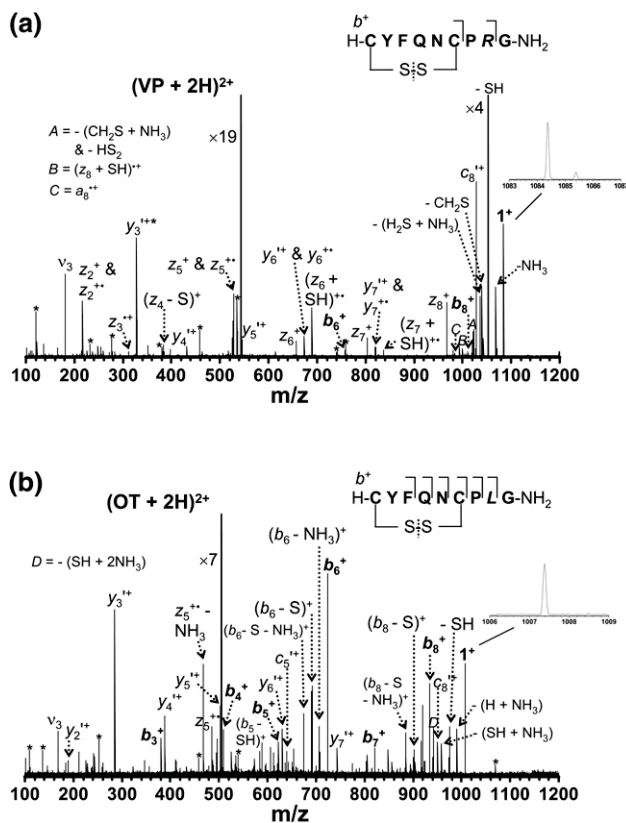 (a)
b⁺
H-C Y F Q N C P R G-NH₂
S-S
(VP + 2H)²⁺
- SH
×19
×4
A = - (CH₂S + NH₃)
& - HS₂
B = (z₈ + SH)•⁺
C = a₈•⁺
c₈'⁺
- CH₂S
- (H₂S + NH₃)
1⁺
-NH₃
1083 1084 1085 1086 1087
y₃'⁺*
ν₃
z₂⁺ &
z₂⁺•
z₃•⁺
(z₄ – S)⁺
y₄'⁺
z₅⁺ & z₅⁺•
y₅'⁺
y₆'⁺ & y₆⁺•
z₆⁺
(z₆ +
SH)⁺•
b₆⁺
y₇'⁺ &
y₇⁺•
z₇⁺
(z₇ +
SH)⁺•
z₈⁺
b₈⁺
C
B
A
* * * * * * * *
100 200 300 400 500 600 700 800 900 1000 1100 1200
m/z
(b)
b⁺
H-C Y F Q N C P L G-NH₂
S-S
(OT + 2H)²⁺
×7
D = - (SH + 2NH₃)
(b₆ – NH₃)⁺
b₆⁺
(b₆ – S)⁺
(b₆ – S – NH₃)⁺
1006 1007 1008 1009
y₃'⁺
z₅⁺• -
NH₃
y₅'⁺
z₅⁺•
b₄⁺
c₅'⁺
y₆'⁺
b₅⁺
(b₅ -
SH)⁺
ν₃
y₂'⁺
b₃⁺
y₄'⁺
y₇'⁺
b₇⁺
(b₈ – S)⁺
(b₈ – S
– NH₃)⁺
b₈⁺
c₈'⁺
- SH
1⁺
D
- (H + NH₃)
- (SH + NH₃)
* * * * * *
100 200 300 400 500 600 700 800 900 1000 1100 1200
m/z